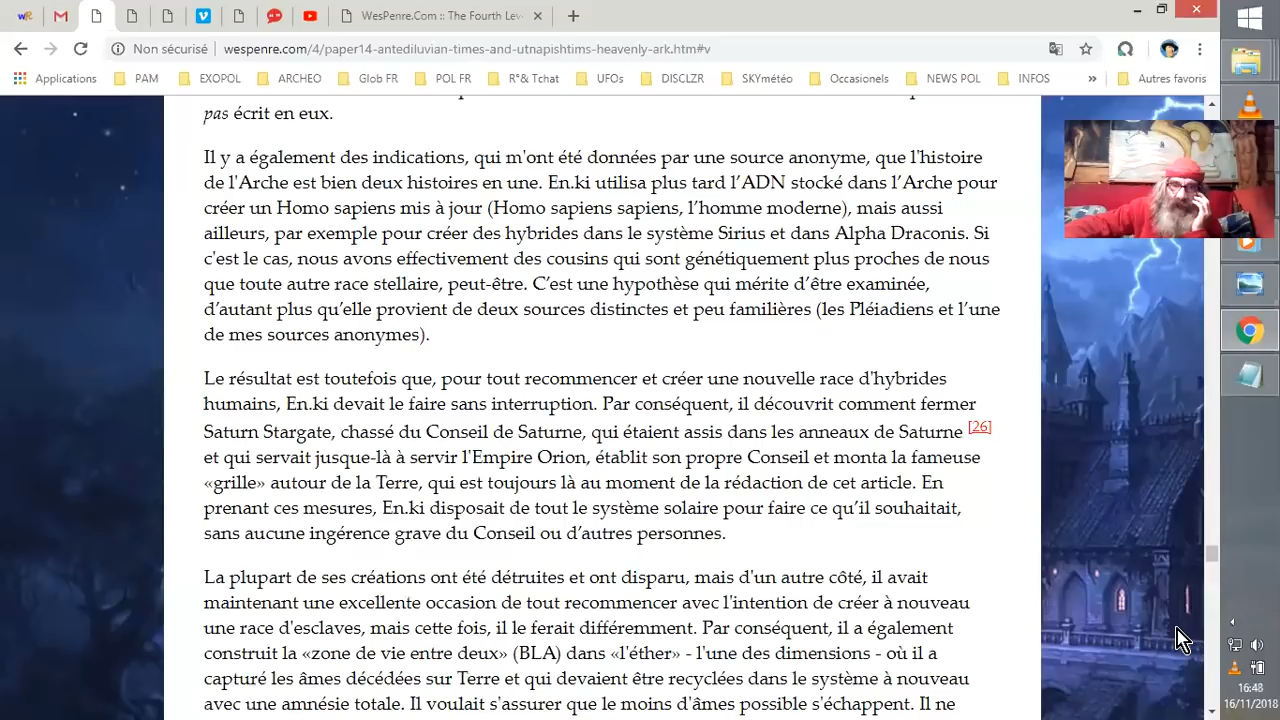 WesPenre.Com :: The Fourth Lev
Non sécurisé
wespenre.com/4/paper14-antediluvian-times-and-utnapishtims-heavenly-ark.htm#v
Applications PAM EXOPOL ARCHEO Glob FR POL FR R°& Tchat UFOs DISCLZR SKYmétéo Occasionels NEWS POL INFOS » Autres favoris
pas écrit en eux.
Il y a également des indications, qui m'ont été données par une source anonyme, que l'histoire
de l'Arche est bien deux histoires en une. En.ki utilisa plus tard l’ADN stocké dans l’Arche pour
créer un Homo sapiens mis à jour (Homo sapiens sapiens, l’homme moderne), mais aussi
ailleurs, par exemple pour créer des hybrides dans le système Sirius et dans Alpha Draconis. Si
c'est le cas, nous avons effectivement des cousins qui sont génétiquement plus proches de nous
que toute autre race stellaire, peut-être. C’est une hypothèse qui mérite d’être examinée,
d’autant plus qu’elle provient de deux sources distinctes et peu familières (les Pléiadiens et l’une
de mes sources anonymes).
Le résultat est toutefois que, pour tout recommencer et créer une nouvelle race d'hybrides
humains, En.ki devait le faire sans interruption. Par conséquent, il découvrit comment fermer
Saturn Stargate, chassé du Conseil de Saturne, qui étaient assis dans les anneaux de Saturne [26]
et qui servait jusque-là à servir l'Empire Orion, établit son propre Conseil et monta la fameuse
«grille» autour de la Terre, qui est toujours là au moment de la rédaction de cet article. En
prenant ces mesures, En.ki disposait de tout le système solaire pour faire ce qu’il souhaitait,
sans aucune ingérence grave du Conseil ou d’autres personnes.
La plupart de ses créations ont été détruites et ont disparu, mais d'un autre côté, il avait
maintenant une excellente occasion de tout recommencer avec l'intention de créer à nouveau
une race d'esclaves, mais cette fois, il le ferait différemment. Par conséquent, il a également
construit la «zone de vie entre deux» (BLA) dans «l'éther» - l'une des dimensions - où il a
capturé les âmes décédées sur Terre et qui devaient être recyclées dans le système à nouveau
avec une amnésie totale. Il voulait s'assurer que le moins d'âmes possible s'échappent. Il ne
16:48
16/11/2018